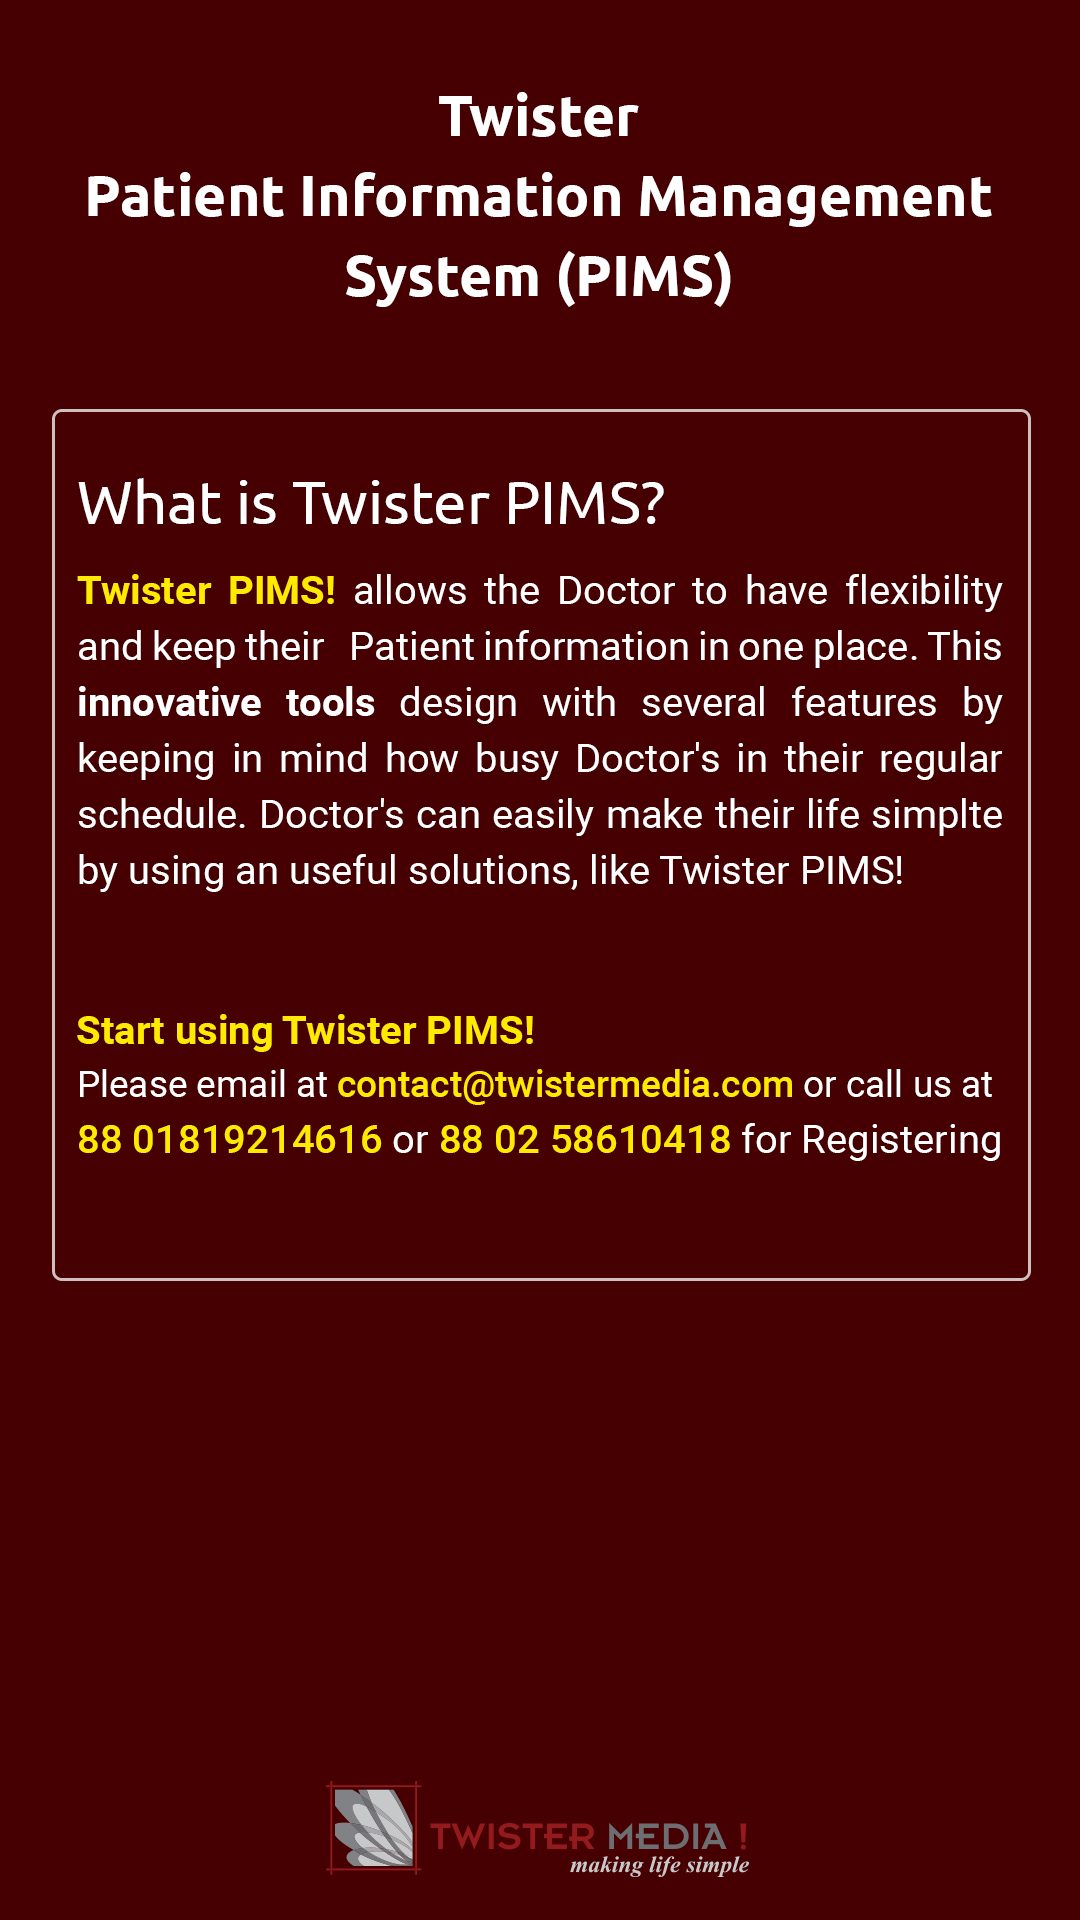 Twister
Patient Information Management
System (PIMS)
What is Twister PIMS?
Twister PIMS! allows the Doctor to have flexibility
and keep their Patient information in one place. This
innovative tools design with several features by
keeping in mind how busy Doctor's in their regular
schedule. Doctor's can easily make their life simplte
by using an useful solutions, like Twister PIMS!
Start using Twister PIMS!
Please email at contact@twistermedia.com or call us at
88 01819214616 or 88 02 58610418 for Registering
TWISTER MEDIA !
making life simple